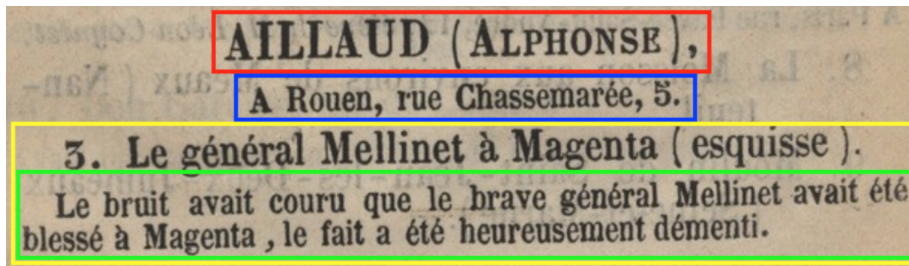 AILLAUD (ALPHONSE),
A Rouen, rue Chassemarée, 5.
3. Le général Mellinet à Magenta (esquisse).
Le bruit avait couru que le brave général Mellinet avait été
blessé à Magenta, le fait a été heureusement démenti.